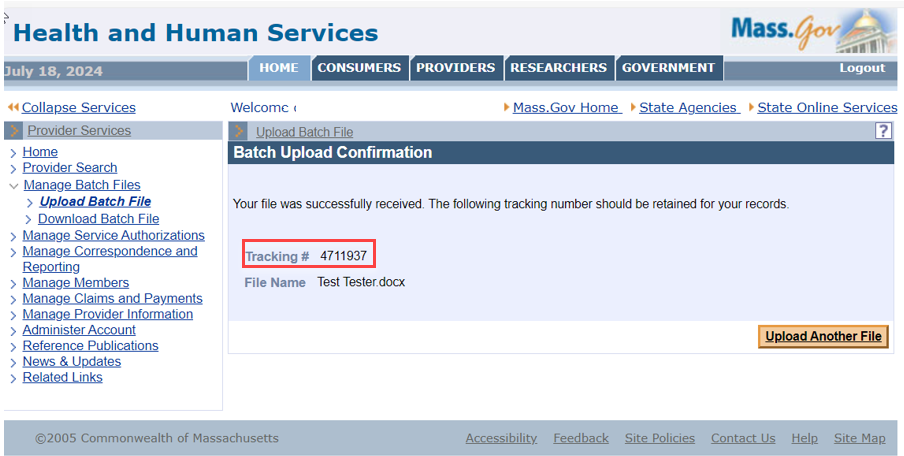 Health and Human Services
Mass.Gov
July 18, 2024
HOME CONSUMERS PROVIDERS RESEARCHERS GOVERNMENT
Logout
Collapse Services
Mass.Gov Home State Agencies State Online Services
Provider Services
Home
Provider Search
Manage Batch Files
Upload Batch File
Download Batch File
Manage Service Authorizations
Manage Correspondence and
Reporting
Manage Members
Manage Claims and Payments
Manage Provider Information
Administer Account
Reference Publications
News & Updates
Related Links
Welcome
Upload Batch File
?
Batch Upload Confirmation
Your file was successfully received. The following tracking number should be retained for your records.
Tracking # 4711937
File Name Test Tester.docx
Upload Another File
©2005 Commonwealth of Massachusetts
Accessibility Feedback Site Policies Contact Us Help Site Map